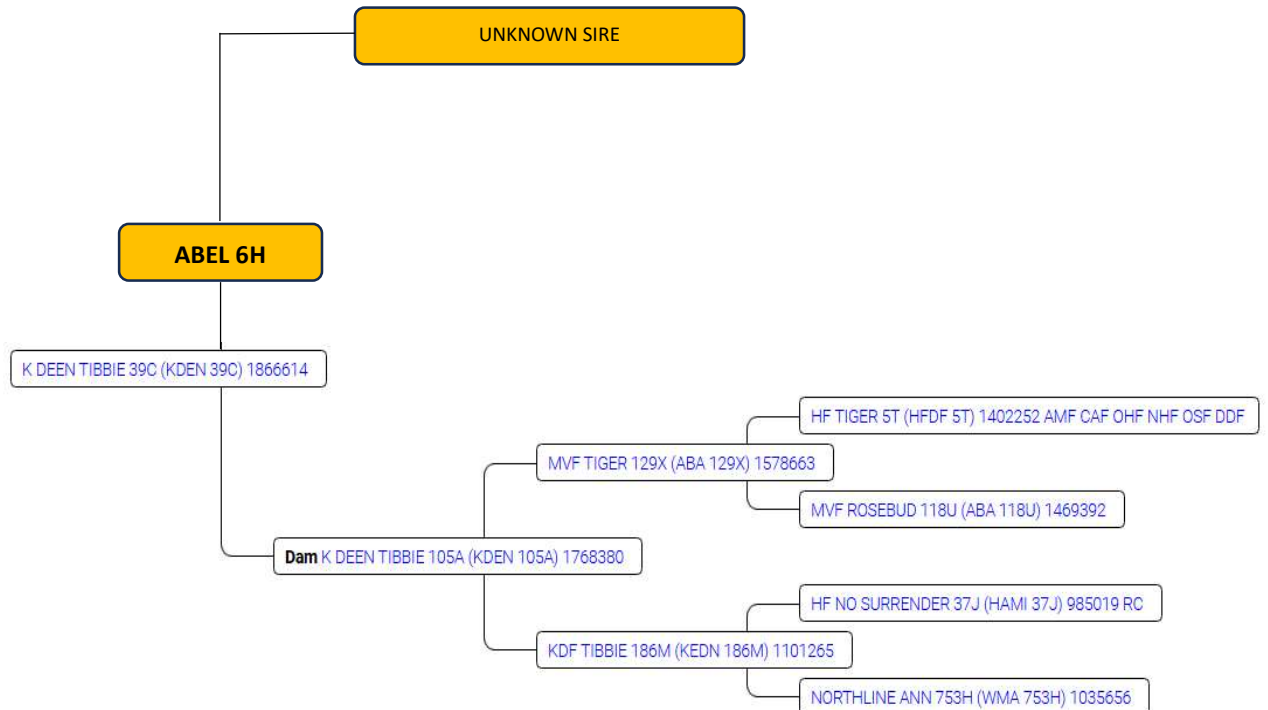 UNKNOWN SIRE
ABEL 6H
K DEEN TIBBIE 39C (KDEN 39C) 1866614
HF TIGER 5T (HFDF 5T) 1402252 AMF CAF OHF NHF OSF DDF
MVF TIGER 129X (ABA 129X) 1578663
MVF ROSEBUD 118U (ABA 118U) 1469392
Dam K DEEN TIBBIE 105A (KDEN 105A) 1768380
HF NO SURRENDER 37J (HAMI 37J) 985019 RC
KDF TIBBIE 186M (KEDN 186M) 1101265
NORTHLINE ANN 753H (WMA 753H) 1035656